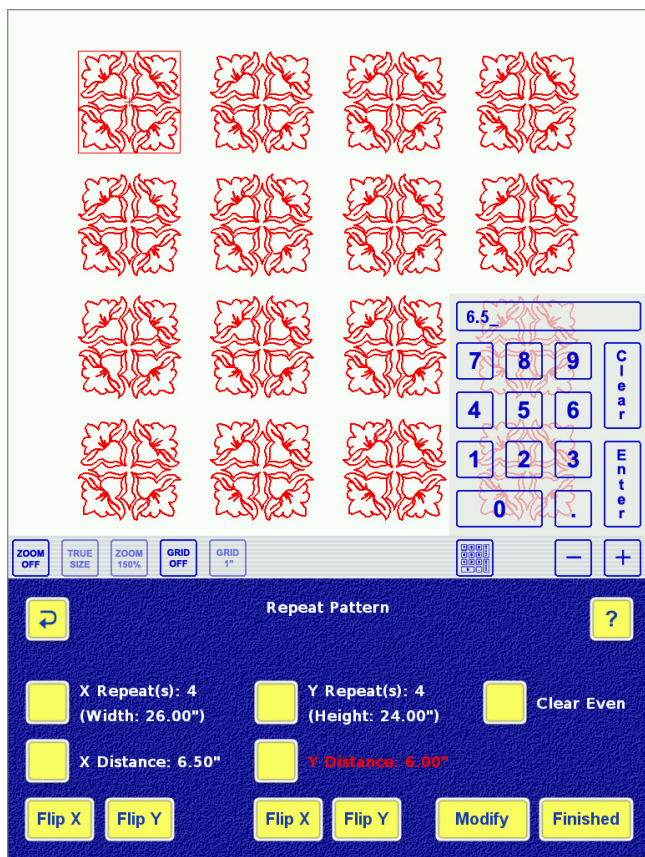 6.5_
7 8 9 Clear
4 5 6
1 2 3 Enter
0 .
ZOOM OFF TRUE SIZE ZOOM 150% GRID OFF GRID 1" − +
Repeat Pattern ?
X Repeat(s): 4 Y Repeat(s): 4
Clear Even
(Width: 26.00") (Height: 24.00")
X Distance: 6.50" Y Distance: 6.00"
Flip X Flip Y Flip X Flip Y Modify Finished